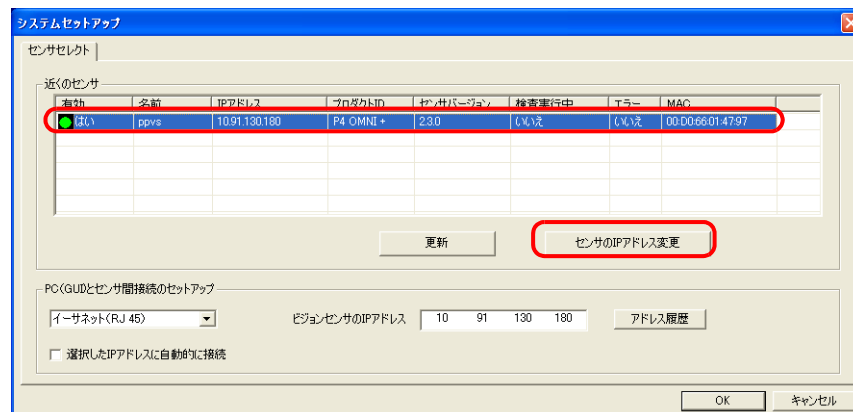 システムセットアップ
センサセレクト
近くのセンサ
有効 名前 IPアドレス プロダクトID センサバージョン 検査実行中 エラー MAC
はい ppvs 10.91.130.180 P4 OMNI + 2.3.0 いいえ いいえ 00:D0:66:01:47:97
更新 センサのIPアドレス変更
PC(GUI)とセンサ間接続のセットアップ
イーサネット(RJ 45) ビジョンセンサのIPアドレス 10 91 130 180 アドレス履歴
選択したIPアドレスに自動的に接続
OK キャンセル